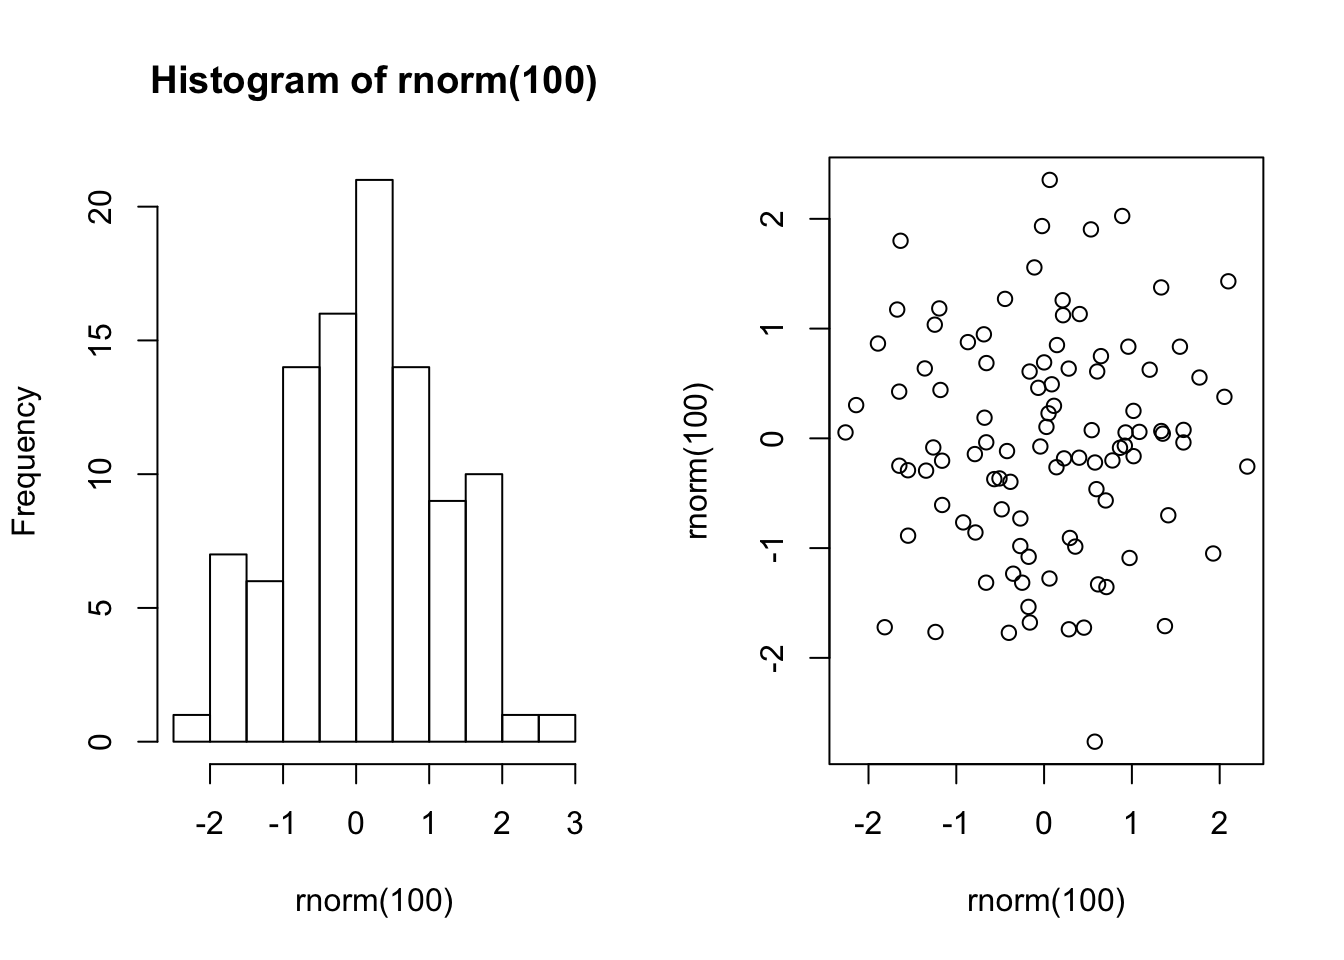 Histogram of rnorm(100)
Frequency
20
15
10
5
0
-2 -1 0 1 2 3
rnorm(100)
rnorm(100)
2
1
0
-1
-2
-2 -1 0 1 2
rnorm(100)